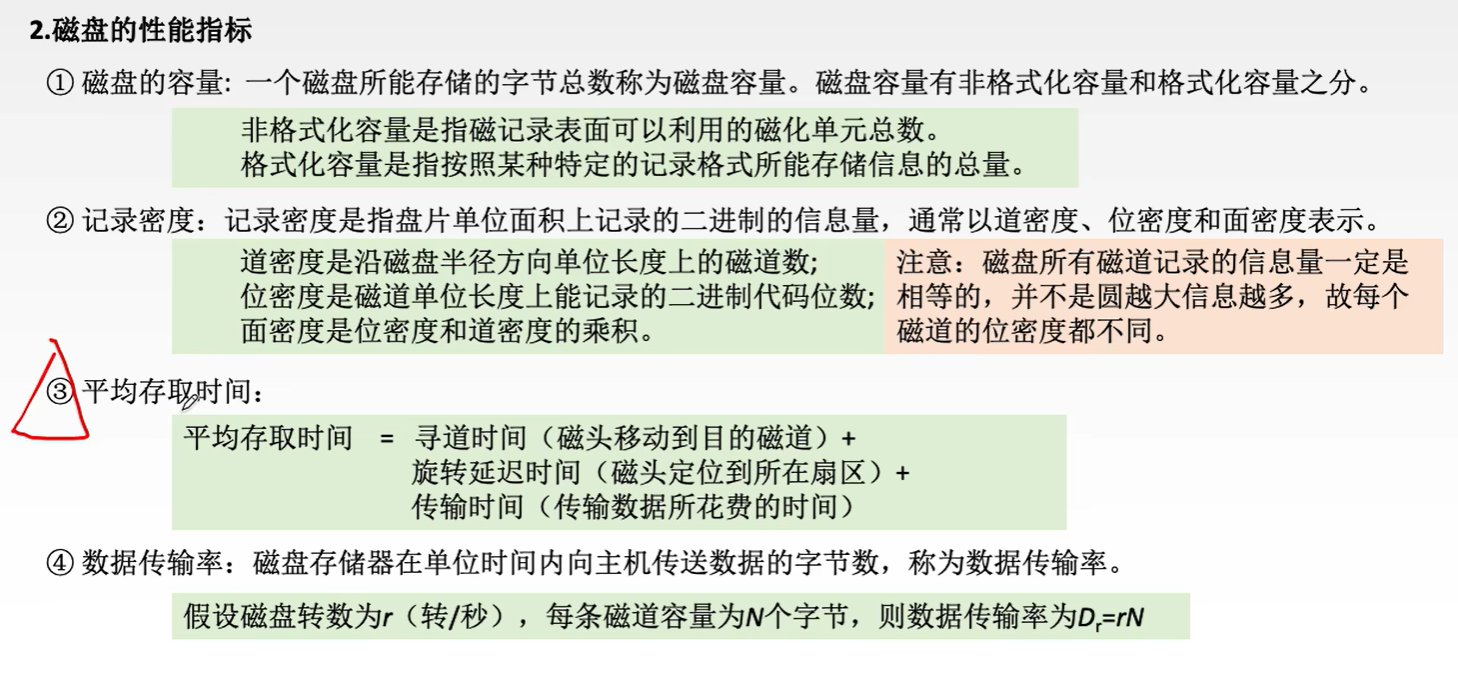 2.磁盘的性能指标
① 磁盘的容量: 一个磁盘所能存储的字节总数称为磁盘容量。磁盘容量有非格式化容量和格式化容量之分。
非格式化容量是指磁记录表面可以利用的磁化单元总数。
格式化容量是指按照某种特定的记录格式所能存储信息的总量。
② 记录密度：记录密度是指盘片单位面积上记录的二进制的信息量，通常以道密度、位密度和面密度表示。
道密度是沿磁盘半径方向单位长度上的磁道数;
位密度是磁道单位长度上能记录的二进制代码位数;
面密度是位密度和道密度的乘积。
注意：磁盘所有磁道记录的信息量一定是
相等的，并不是圆越大信息越多，故每个
磁道的位密度都不同。
③ 平均存取时间：
平均存取时间 = 寻道时间（磁头移动到目的磁道）+
旋转延迟时间（磁头定位到所在扇区）+
传输时间（传输数据所花费的时间）
④ 数据传输率：磁盘存储器在单位时间内向主机传送数据的字节数，称为数据传输率。
假设磁盘转数为r（转/秒），每条磁道容量为N个字节，则数据传输率为Dr=rN